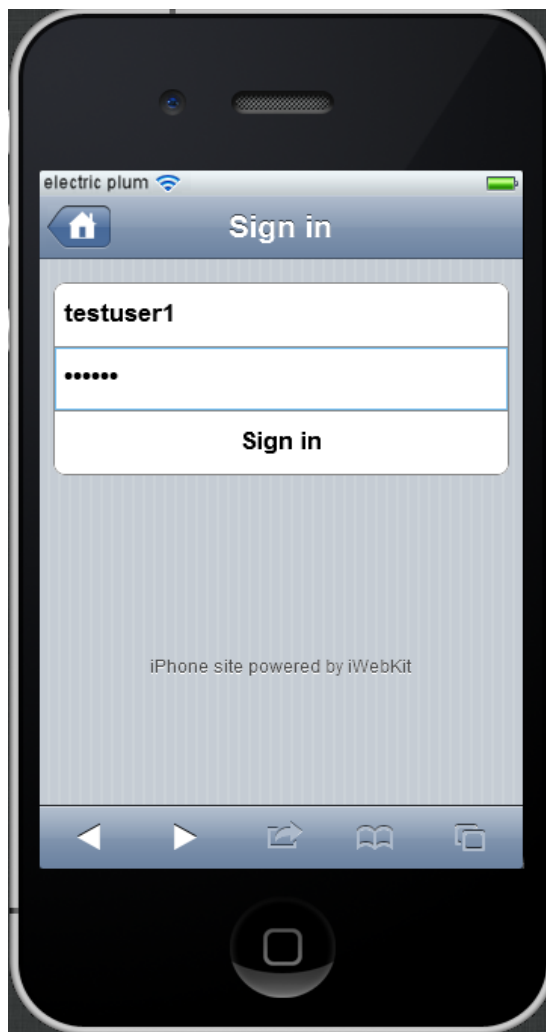 electric plum
Sign in
testuser1
••••••
Sign in
iPhone site powered by iWebKit